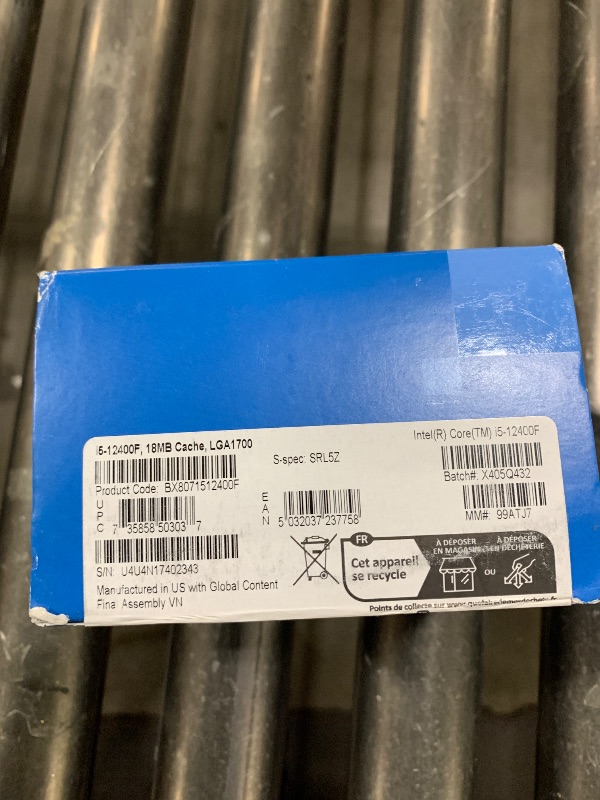 i5-12400F, 18MB Cache, LGA1700
Intel(R) Core(TM) i5-12400F
S-spec: SRL5Z
Product Code: BX8071512400F
Batch#: X405Q432
UPC 7 35858 50303 7
EAN 5 032037 237758
MM#: 99ATJ7
S/N: U4U4N17402343
Manufactured in US with Global Content
Final Assembly VN
FR
Cet appareil
se recycle
À DÉPOSER
EN MAGASIN
OU
À DÉPOSER
EN DÉCHÈTERIE
Points de collecte sur